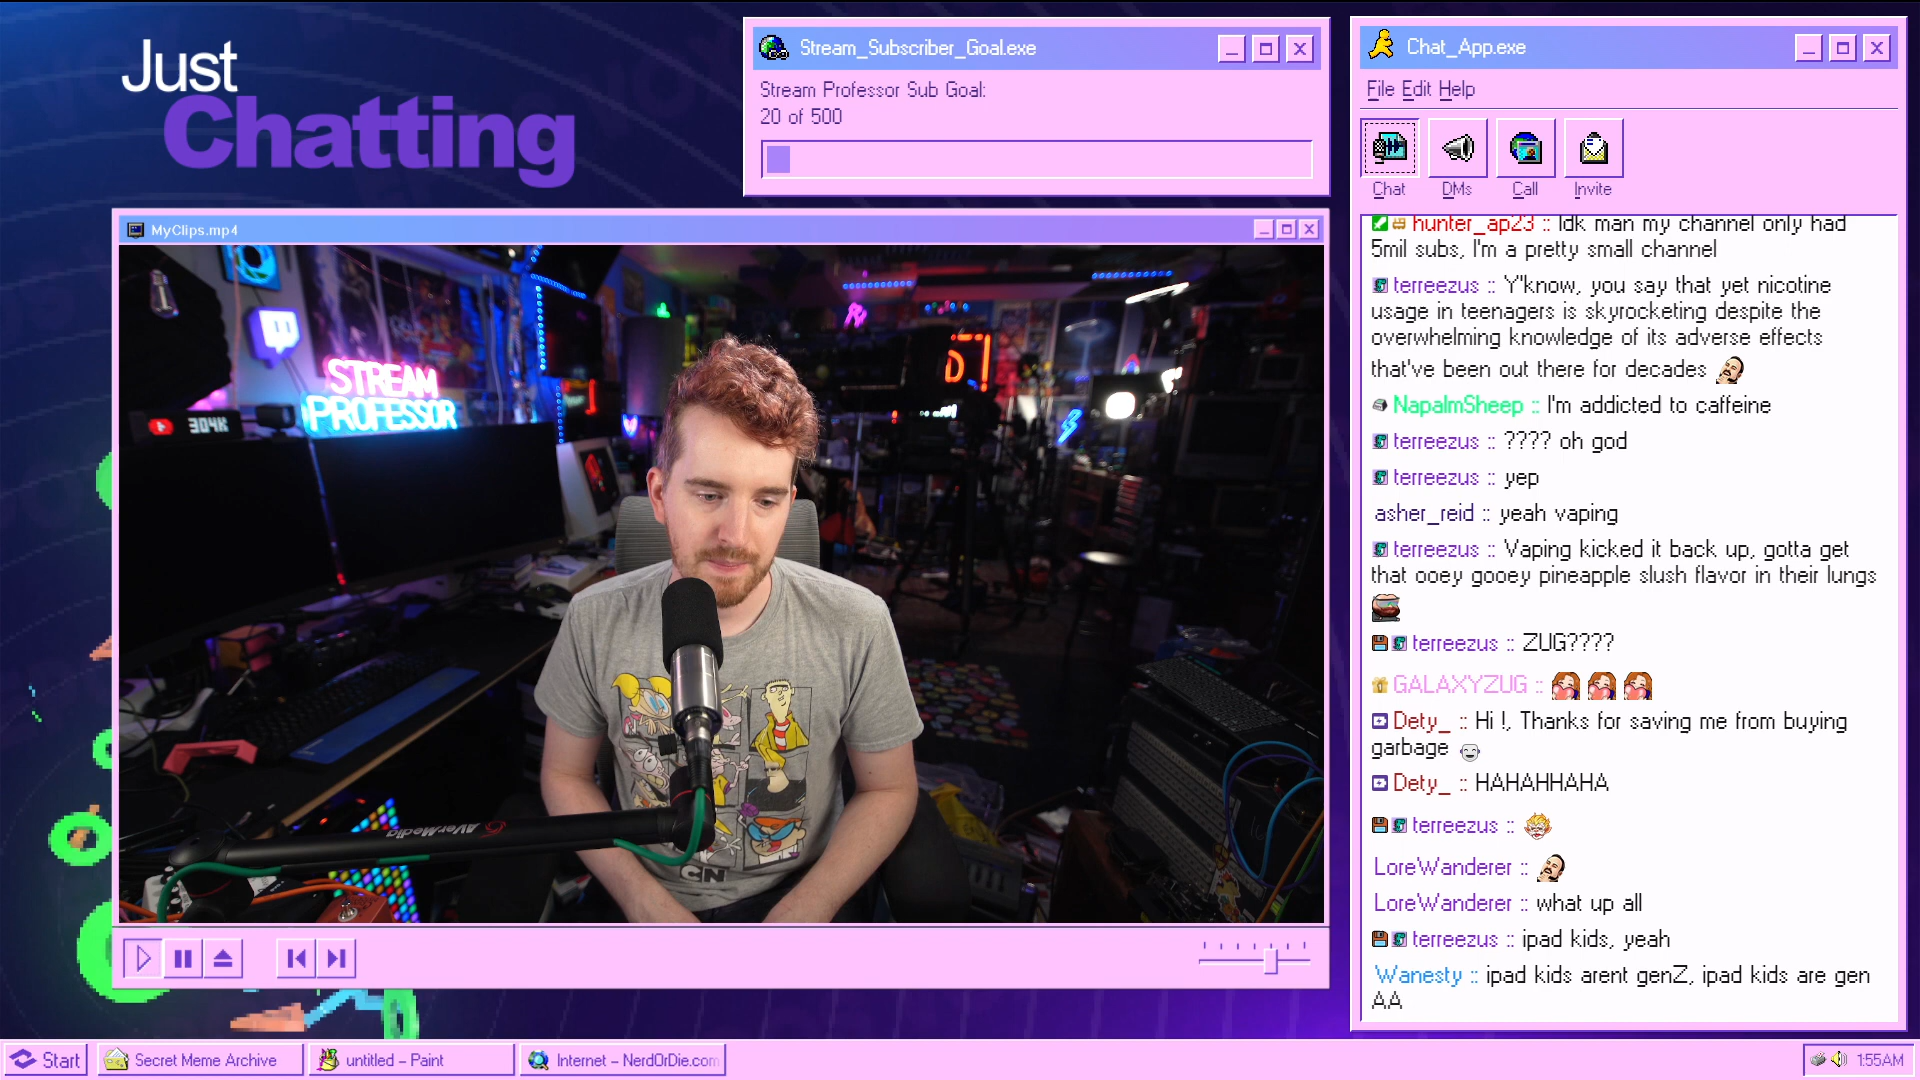 Just
Chatting
Stream_Subscriber_Goal.exe
Stream Professor Sub Goal:
20 of 500
MyClips.mp4
STREAM
PROFESSOR
304K
AVerMedia
CN
Chat_App.exe
File Edit Help
Chat DMs Call Invite
hunter_ap23 :: Idk man my channel only had
5mil subs, I'm a pretty small channel
terreezus :: Y'know, you say that yet nicotine
usage in teenagers is skyrocketing despite the
overwhelming knowledge of its adverse effects
that've been out there for decades
NapalmSheep :: I'm addicted to caffeine
terreezus :: ???? oh god
terreezus :: yep
asher_reid :: yeah vaping
terreezus :: Vaping kicked it back up, gotta get
that ooey gooey pineapple slush flavor in their lungs
terreezus :: ZUG????
GALAXYZUG ::
Dety_ :: Hi !, Thanks for saving me from buying
garbage
Dety_ :: HAHAHHAHA
terreezus ::
LoreWanderer ::
LoreWanderer :: what up all
terreezus :: ipad kids, yeah
Wanesty :: ipad kids arent genZ, ipad kids are gen
AA
Start
Secret Meme Archive
untitled - Paint
Internet - NerdOrDie.com
1:55AM